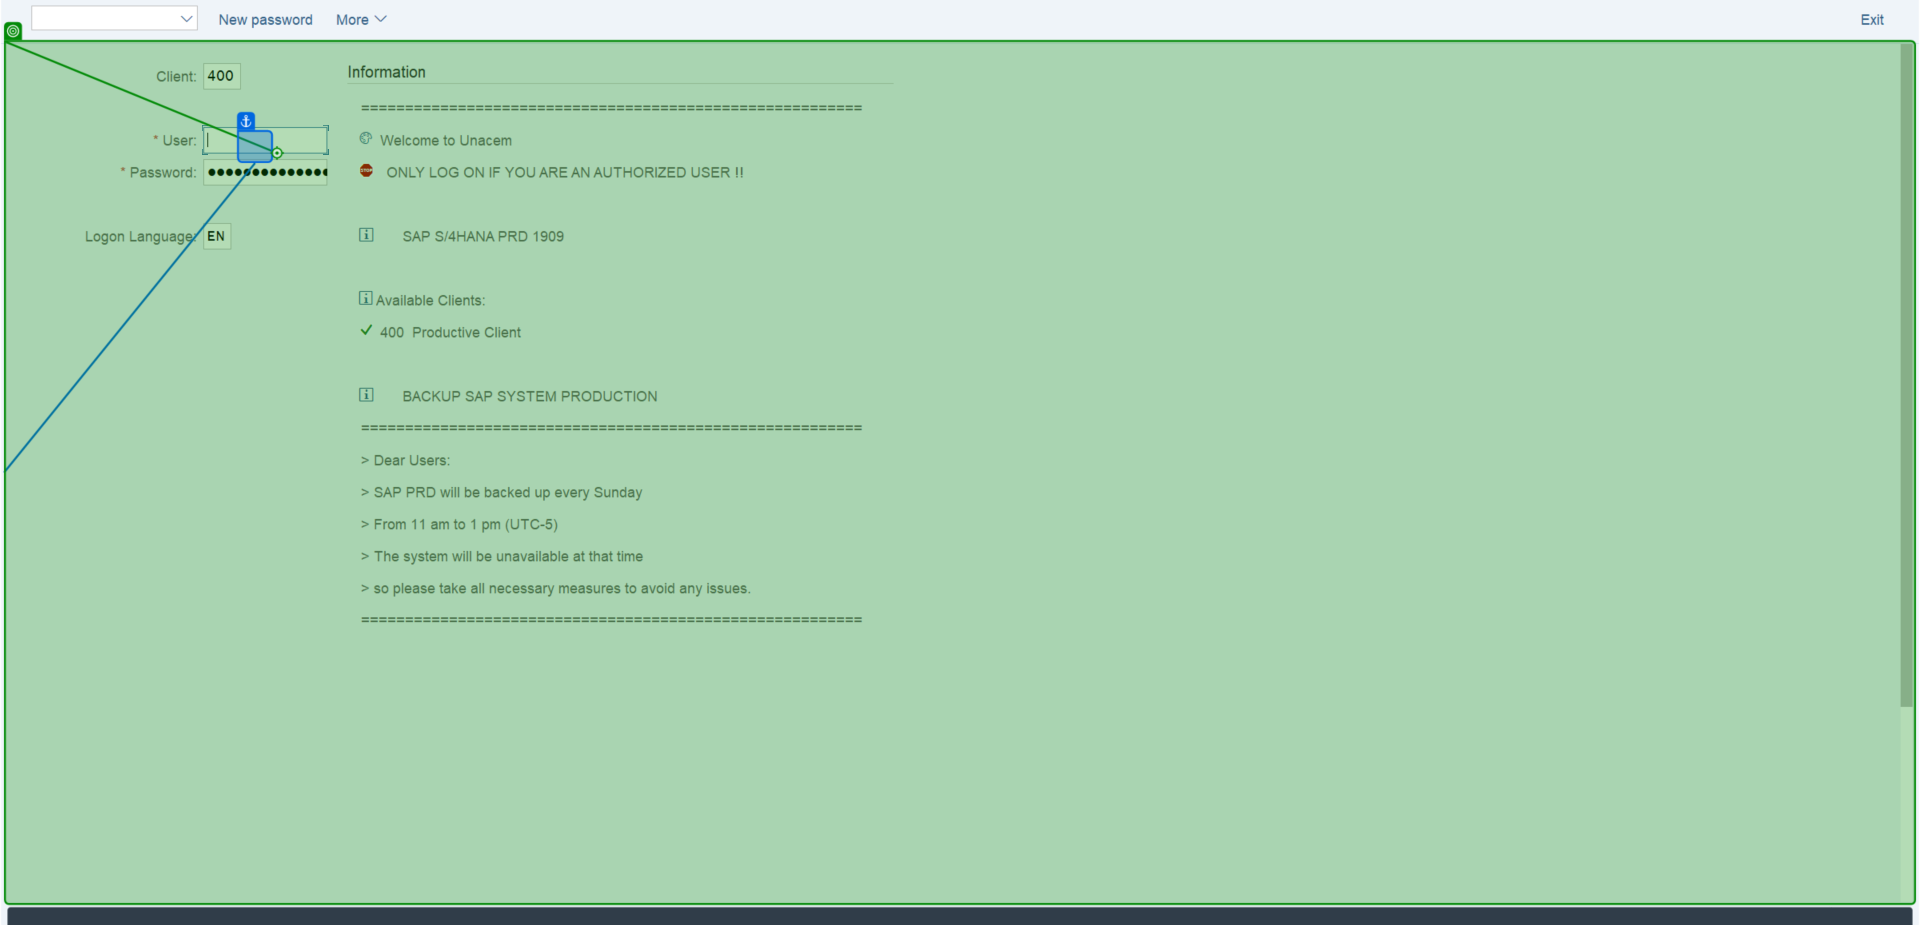 New password More Exit
Client: 400
* User:
* Password: ●●●●●●●●●●●●●●
Logon Language: EN
Information
=========================================================
Welcome to Unacem
STOP ONLY LOG ON IF YOU ARE AN AUTHORIZED USER !!
i SAP S/4HANA PRD 1909
i Available Clients:
400 Productive Client
i BACKUP SAP SYSTEM PRODUCTION
=========================================================
> Dear Users:
> SAP PRD will be backed up every Sunday
> From 11 am to 1 pm (UTC-5)
> The system will be unavailable at that time
> so please take all necessary measures to avoid any issues.
=========================================================